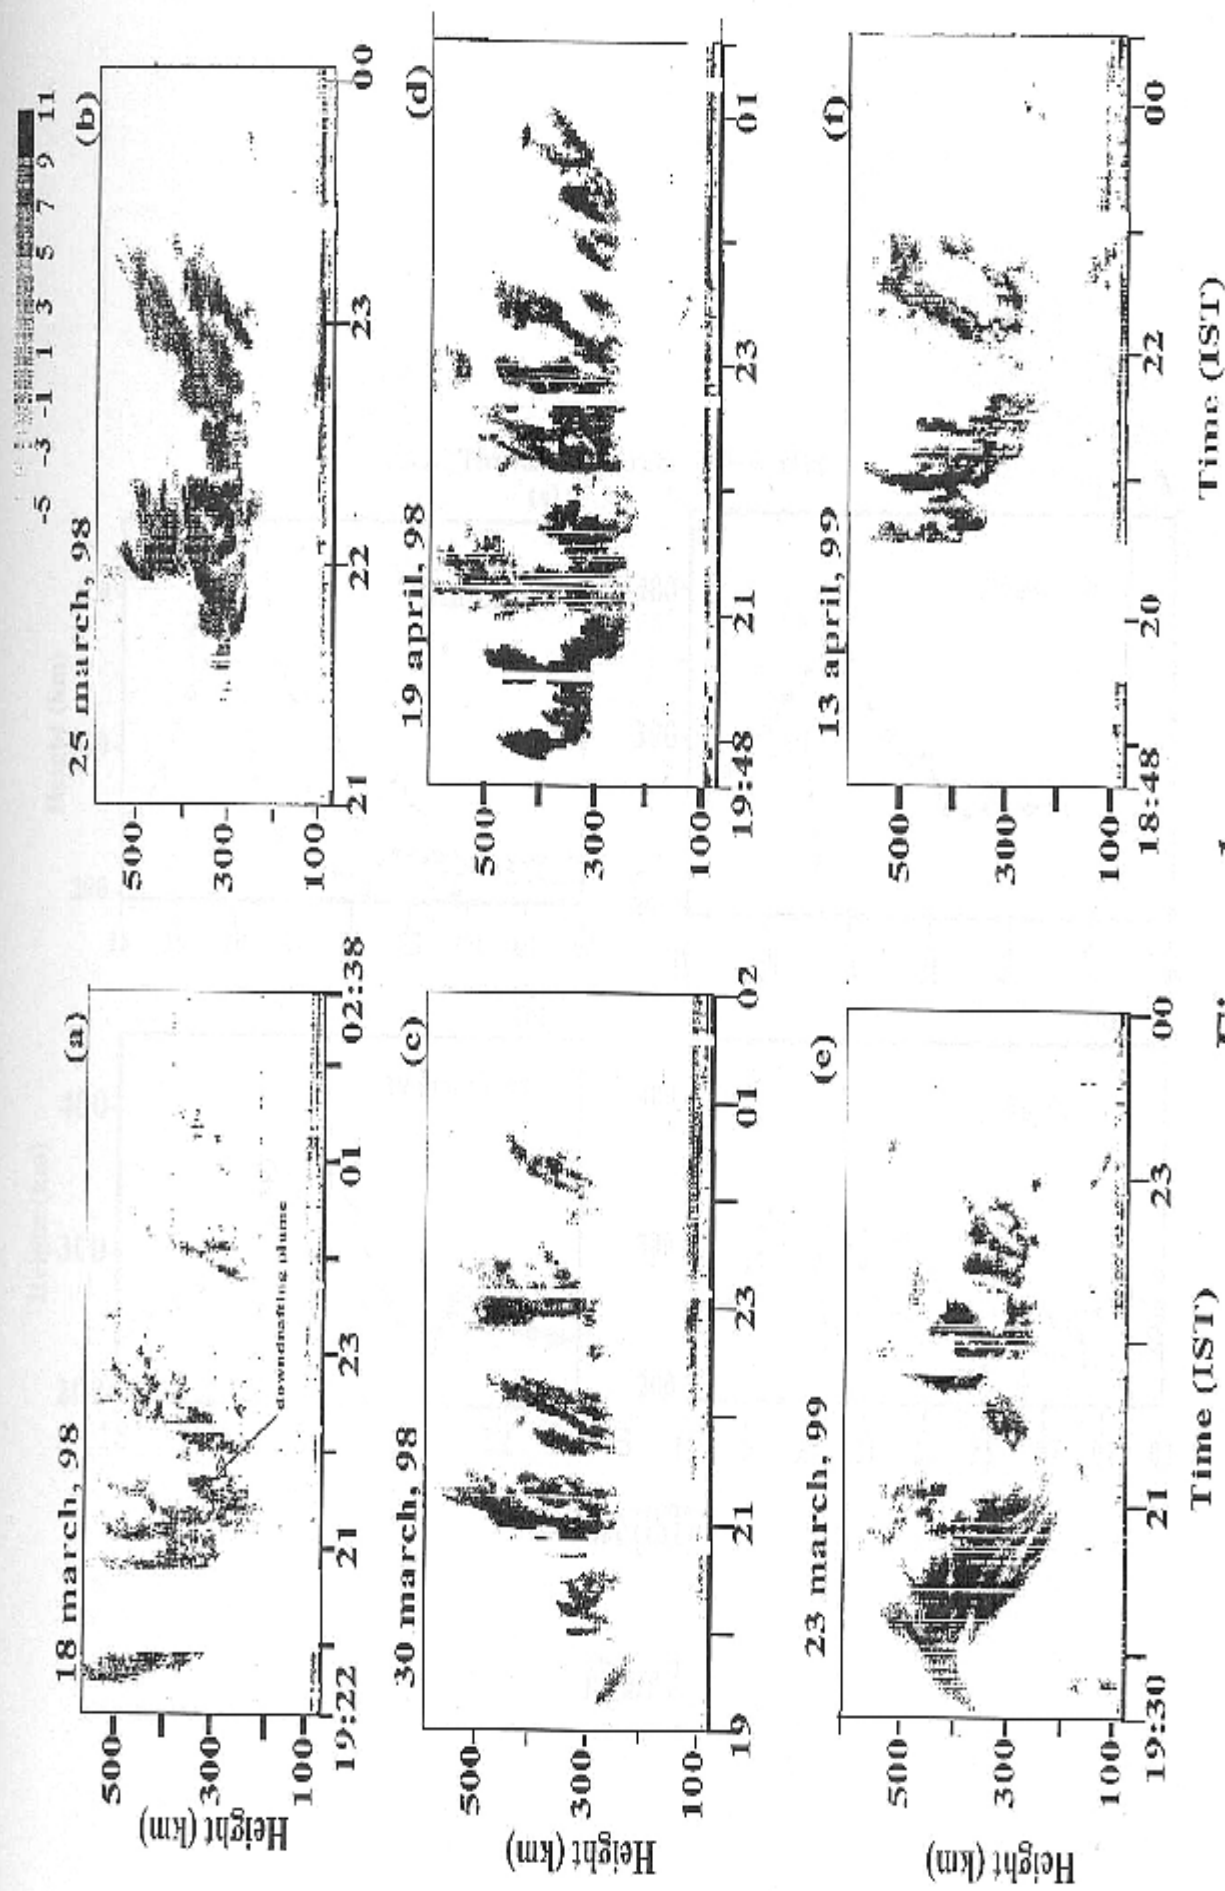 -5 -3 -1 1 3 5 7 9 11
18 march, 98 (a)
25 march, 98 (b)
500
300
100
Height (km)
downdrafting plume
19:22 21 23 01 02:38
500
300
100
21 22 23 00
30 march, 98 (c)
19 april, 98 (d)
500
300
100
Height (km)
19 21 23 01 02
500
300
100
19:48 21 23 01
23 march, 99 (e)
13 april, 99 (f)
500
300
100
Height (km)
19:30 21 23 00
500
300
100
18:48 20 22 00
Time (IST)
Time (IST)